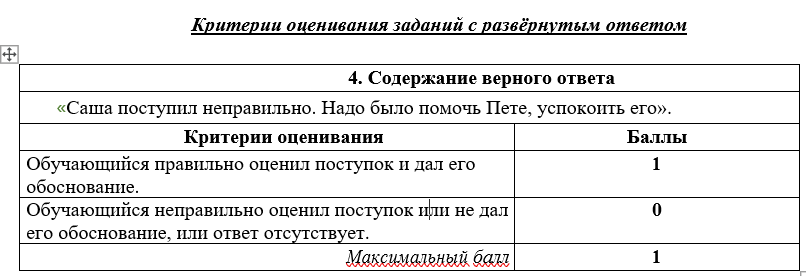 Критерии оценивания заданий с развёрнутым ответом
4. Содержание верного ответа
«Саша поступил неправильно. Надо было помочь Пете, успокоить его».
Критерии оценивания Баллы
Обучающийся правильно оценил поступок и дал его 1
обоснование.
Обучающийся неправильно оценил поступок или не дал 0
его обоснование, или ответ отсутствует.
Максимальный балл 1